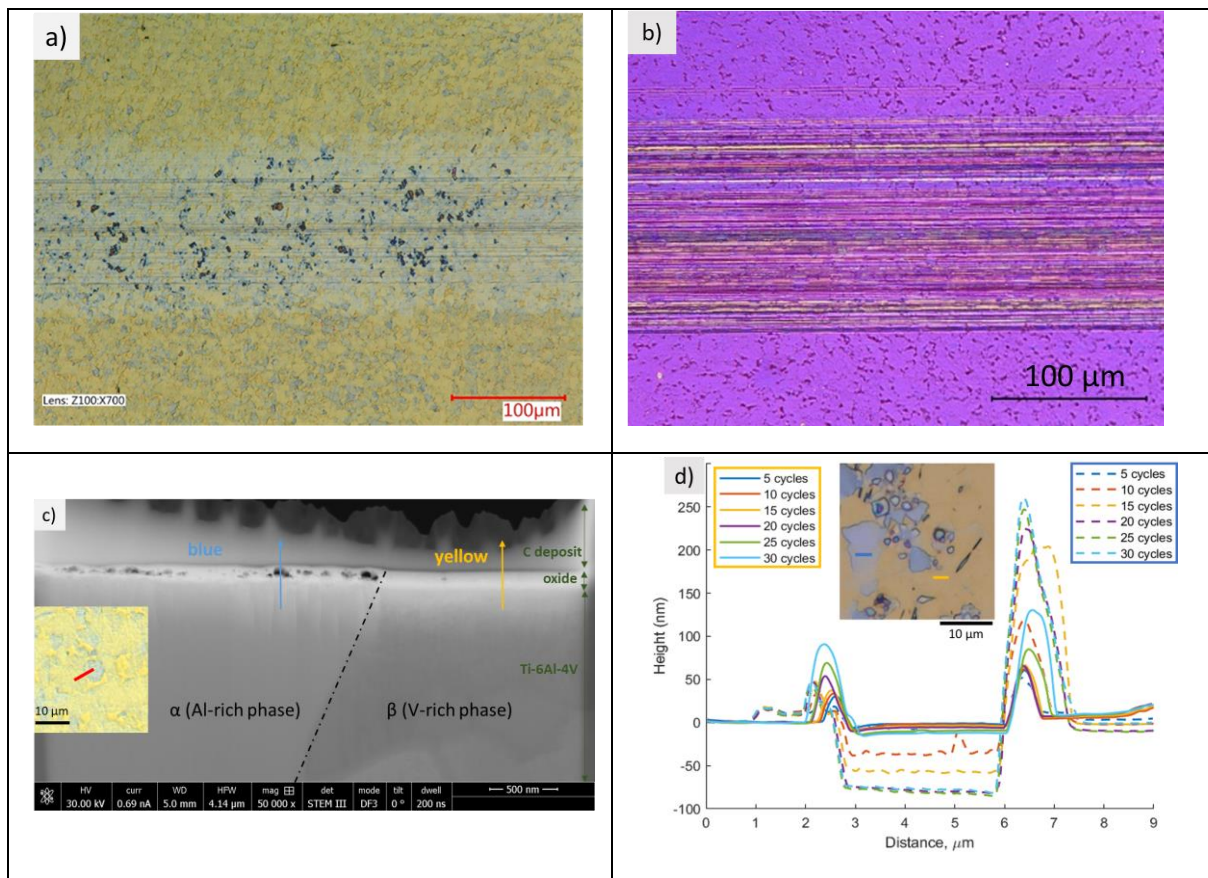 a)
Lens: Z100:X700
100µm
b)
100 µm
c)
blue
yellow
C deposit
oxide
Ti-6Al-4V
10 µm
α (Al-rich phase)
β (V-rich phase)
HV curr WD HFW mag ⊞ det mode tilt dwell
30.00 kV 0.69 nA 5.0 mm 4.14 µm 50 000 x STEM III DF3 0 ° 200 ns
500 nm
d)
5 cycles
10 cycles
15 cycles
20 cycles
25 cycles
30 cycles
5 cycles
10 cycles
15 cycles
20 cycles
25 cycles
30 cycles
10 µm
Height (nm)
250
200
150
100
50
0
-50
-100
0 1 2 3 4 5 6 7 8 9
Distance, µm